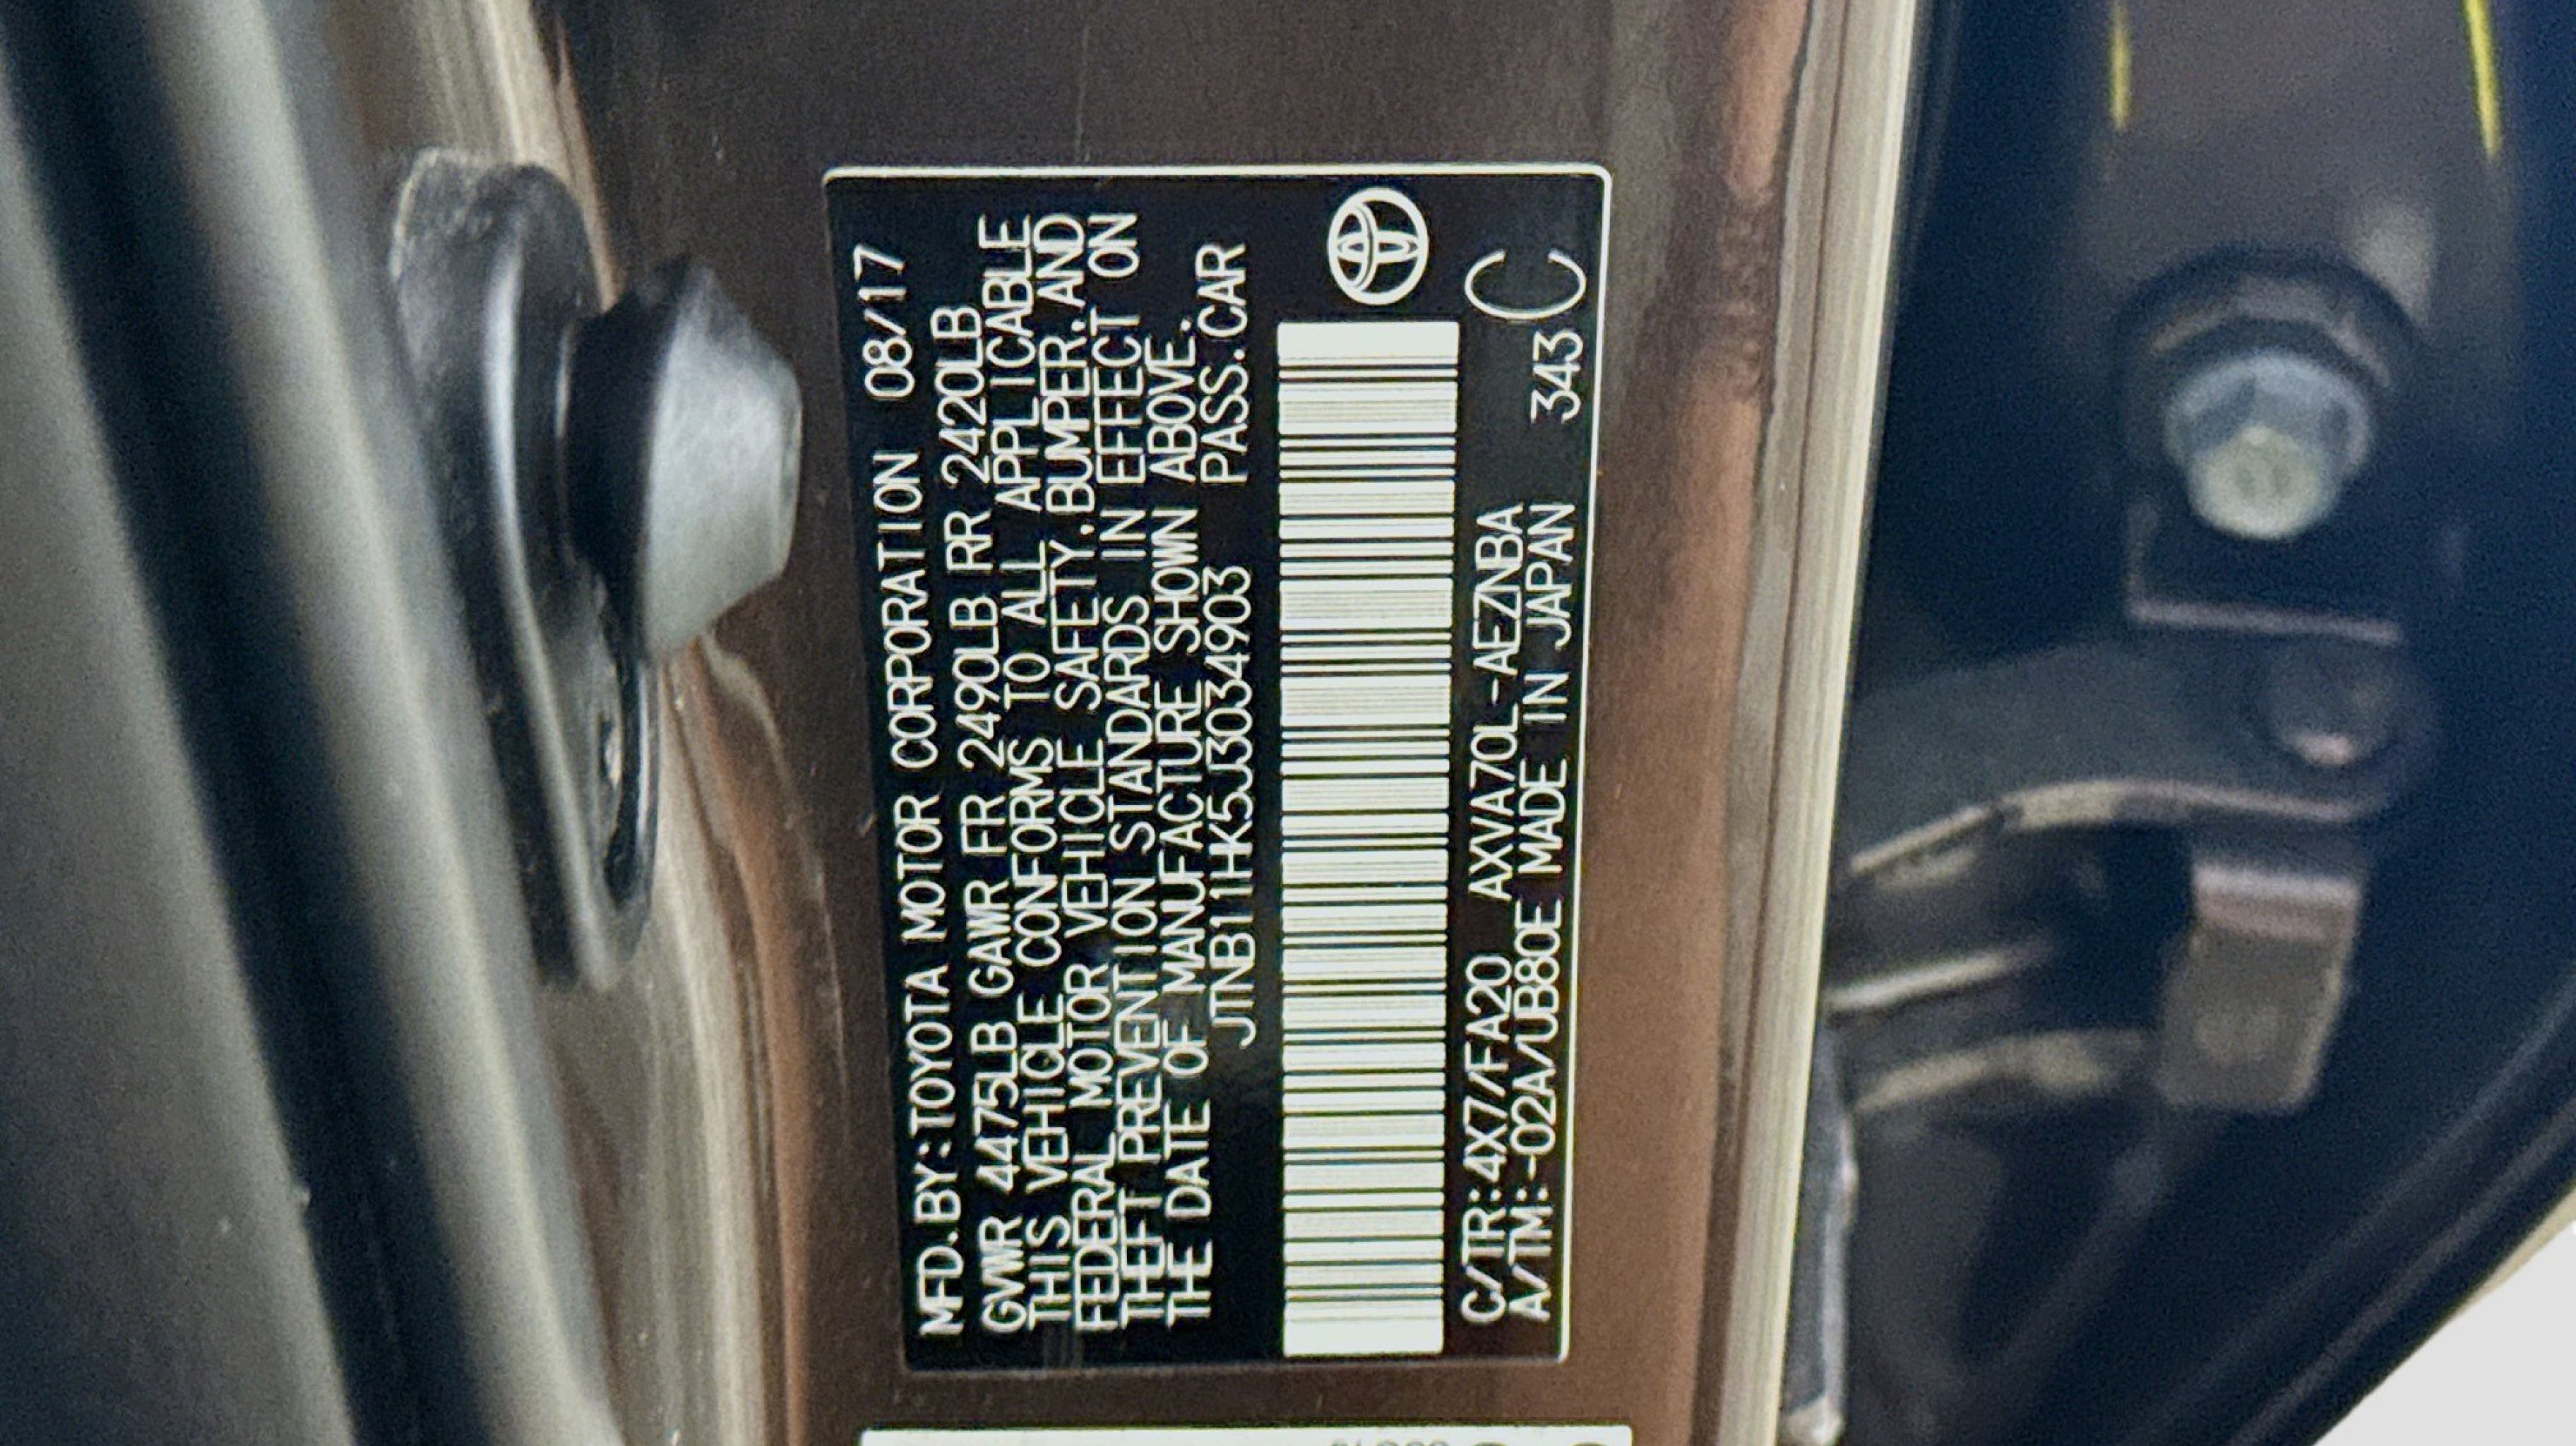 MFD.BY:TOYOTA MOTOR CORPORATION 08/17
GVWR 4475LB GAWR FR 2490LB RR 2420LB
THIS VEHICLE CONFORMS TO ALL APPLICABLE
FEDERAL MOTOR VEHICLE SAFETY,BUMPER,AND
THEFT PREVENTION STANDARDS IN EFFECT ON
THE DATE OF MANUFACTURE SHOWN ABOVE.
JTNB11HK5J3034903 PASS.CAR
C/TR:4X7/FA20 AXVA70L-AEZNBA
A/TM:-02A/UB80E MADE IN JAPAN 343 C